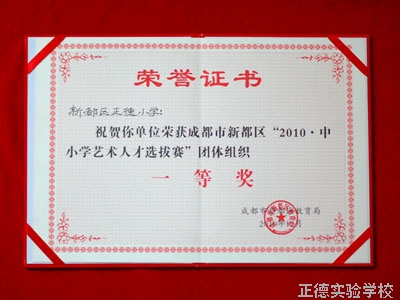 荣誉证书
新都区正德小学:
祝贺你单位荣获成都市新都区“2010·中
小学艺术人才选拔赛”团体组织
一等奖
成都市 教育局
月
正德实验学校